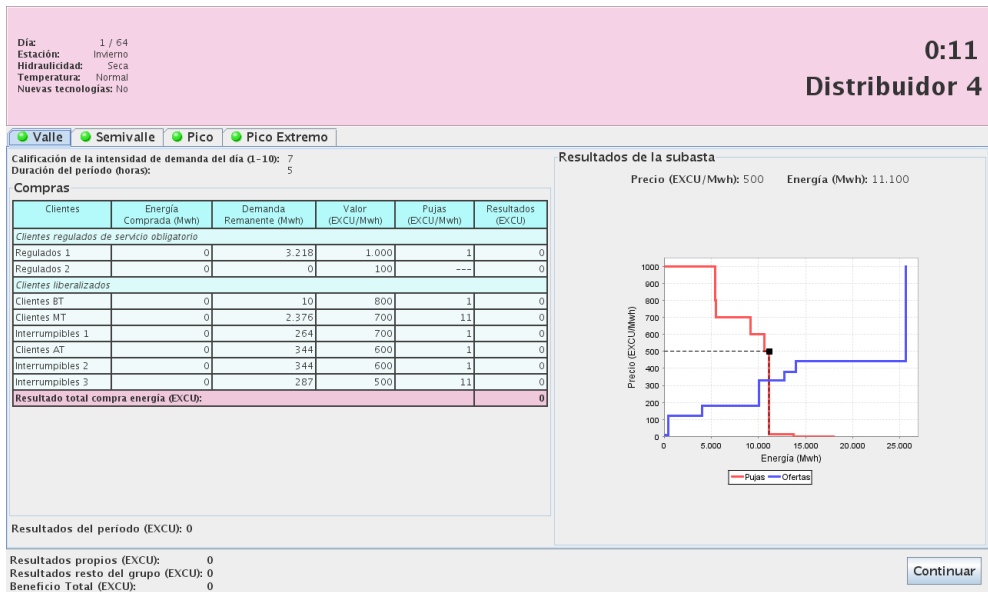 Día: 1 / 64
Estación: Invierno
Hidraulicidad: Seca
Temperatura: Normal
Nuevas tecnologías: No
0:11
Distribuidor 4
Valle Semivalle Pico Pico Extremo
Calificación de la intensidad de demanda del día (1-10): 7
Duración del período (horas): 5
Compras
Clientes Energía Comprada (Mwh) Demanda Remanente (Mwh) Valor (EXCU/Mwh) Pujas (EXCU/Mwh) Resultados (EXCU)
Clientes regulados de servicio obligatorio
Regulados 1 0 3.218 1.000 1 0
Regulados 2 0 0 100 --- 0
Clientes liberalizados
Clientes BT 0 10 800 1 0
Clientes MT 0 2.376 700 11 0
Interrumpibles 1 0 264 700 1 0
Clientes AT 0 344 600 1 0
Interrumpibles 2 0 344 600 1 0
Interrumpibles 3 0 287 500 11 0
Resultado total compra energía (EXCU): 0
Resultados del período (EXCU): 0
Resultados de la subasta
Precio (EXCU/Mwh): 500 Energía (Mwh): 11.100
Precio (EXCU/Mwh)
1000
900
800
700
600
500
400
300
200
100
0
0 5.000 10.000 15.000 20.000 25.000
Energía (Mwh)
Pujas Ofertas
Resultados propios (EXCU): 0
Resultados resto del grupo (EXCU): 0
Beneficio Total (EXCU): 0
Continuar